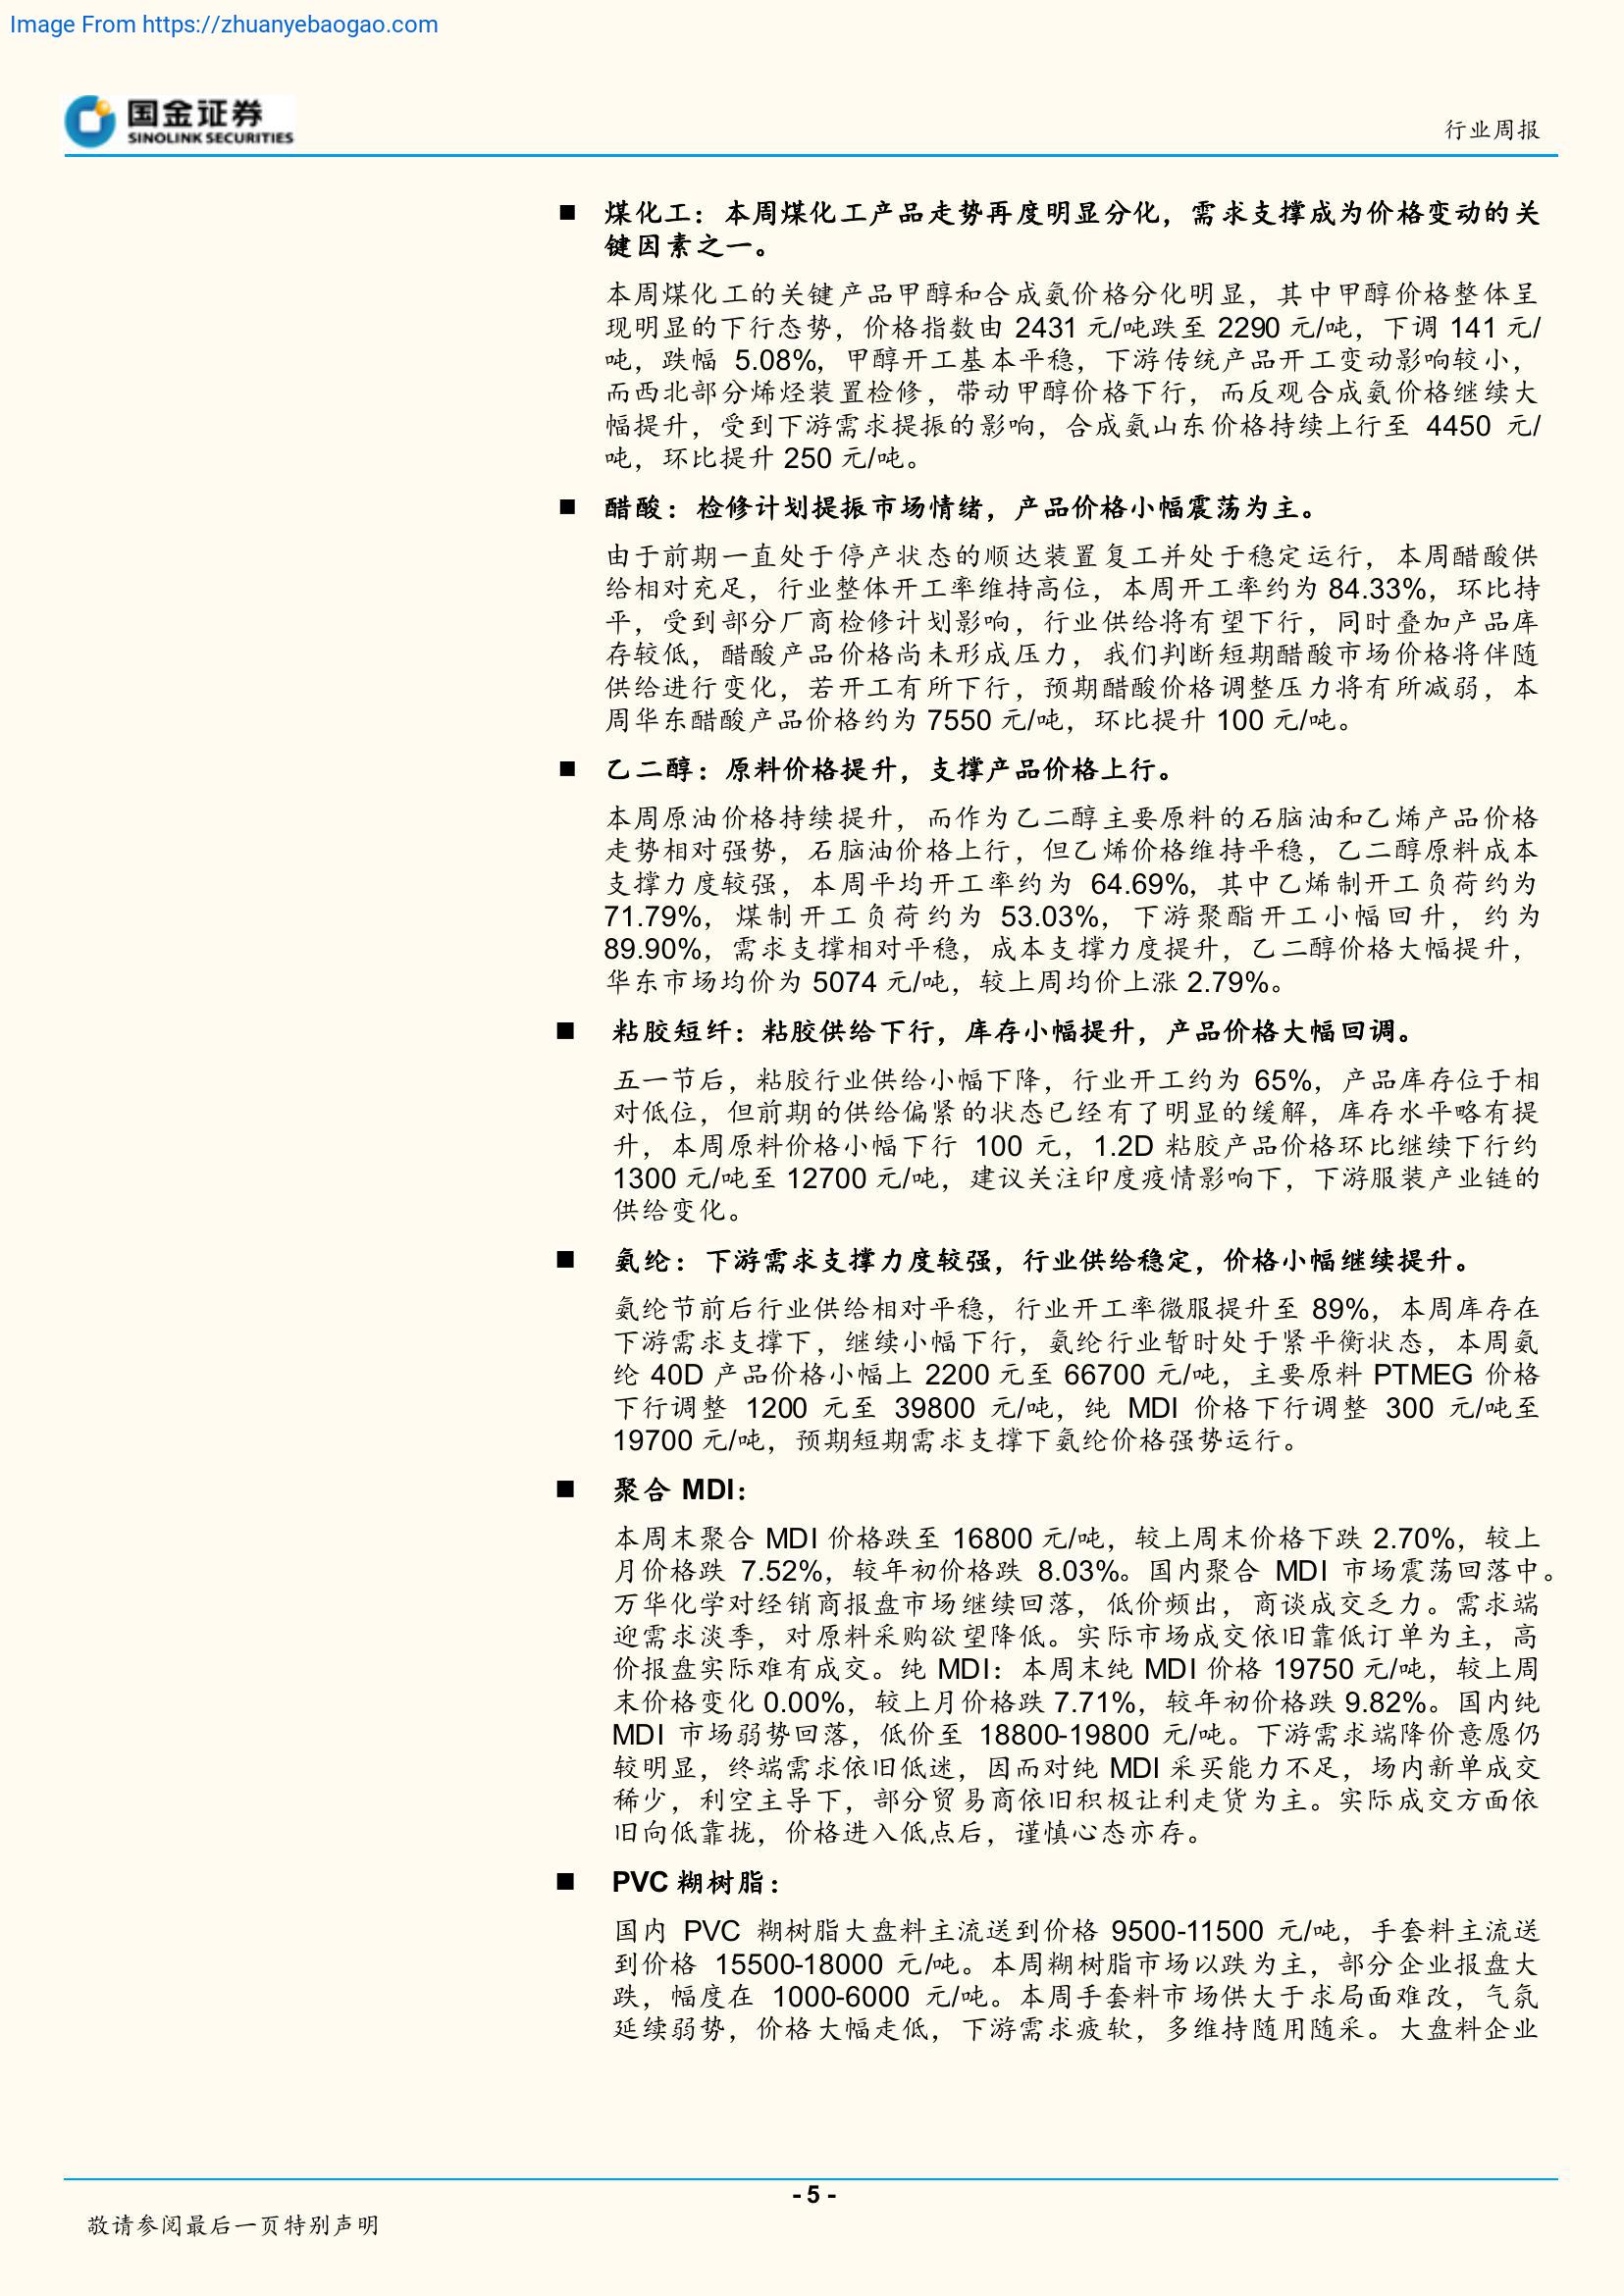 Image From https://zhuanyebaogao.com
国金证券
SINOLINK SECURITIES
行业周报
■ 煤化工：本周煤化工产品走势再度明显分化，需求支撑成为价格变动的关
键因素之一。
本周煤化工的关键产品甲醇和合成氨价格分化明显，其中甲醇价格整体呈
现明显的下行态势，价格指数由 2431 元/吨跌至 2290 元/吨，下调 141 元/
吨，跌幅 5.08%，甲醇开工基本平稳，下游传统产品开工变动影响较小，
而西北部分烯烃装置检修，带动甲醇价格下行，而反观合成氨价格继续大
幅提升，受到下游需求提振的影响，合成氨山东价格持续上行至 4450 元/
吨，环比提升 250 元/吨。
■ 醋酸：检修计划提振市场情绪，产品价格小幅震荡为主。
由于前期一直处于停产状态的顺达装置复工并处于稳定运行，本周醋酸供
给相对充足，行业整体开工率维持高位，本周开工率约为 84.33%，环比持
平，受到部分厂商检修计划影响，行业供给将有望下行，同时叠加产品库
存较低，醋酸产品价格尚未形成压力，我们判断短期醋酸市场价格将伴随
供给进行变化，若开工有所下行，预期醋酸价格调整压力将有所减弱，本
周华东醋酸产品价格约为 7550 元/吨，环比提升 100 元/吨。
■ 乙二醇：原料价格提升，支撑产品价格上行。
本周原油价格持续提升，而作为乙二醇主要原料的石脑油和乙烯产品价格
走势相对强势，石脑油价格上行，但乙烯价格维持平稳，乙二醇原料成本
支撑力度较强，本周平均开工率约为 64.69%，其中乙烯制开工负荷约为
71.79%，煤制开工负荷约为 53.03%，下游聚酯开工小幅回升，约为
89.90%，需求支撑相对平稳，成本支撑力度提升，乙二醇价格大幅提升，
华东市场均价为 5074 元/吨，较上周均价上涨 2.79%。
■ 粘胶短纤：粘胶供给下行，库存小幅提升，产品价格大幅回调。
五一节后，粘胶行业供给小幅下降，行业开工约为 65%，产品库存位于相
对低位，但前期的供给偏紧的状态已经有了明显的缓解，库存水平略有提
升，本周原料价格小幅下行 100 元，1.2D 粘胶产品价格环比继续下行约
1300 元/吨至 12700 元/吨，建议关注印度疫情影响下，下游服装产业链的
供给变化。
■ 氨纶：下游需求支撑力度较强，行业供给稳定，价格小幅继续提升。
氨纶节前后行业供给相对平稳，行业开工率微服提升至 89%，本周库存在
下游需求支撑下，继续小幅下行，氨纶行业暂时处于紧平衡状态，本周氨
纶 40D 产品价格小幅上 2200 元至 66700 元/吨，主要原料 PTMEG 价格
下行调整 1200 元至 39800 元/吨，纯 MDI 价格下行调整 300 元/吨至
19700 元/吨，预期短期需求支撑下氨纶价格强势运行。
■ 聚合 MDI：
本周末聚合 MDI 价格跌至 16800 元/吨，较上周末价格下跌 2.70%，较上
月价格跌 7.52%，较年初价格跌 8.03%。国内聚合 MDI 市场震荡回落中。
万华化学对经销商报盘市场继续回落，低价频出，商谈成交乏力。需求端
迎需求淡季，对原料采购欲望降低。实际市场成交依旧靠低订单为主，高
价报盘实际难有成交。纯 MDI：本周末纯 MDI 价格 19750 元/吨，较上周
末价格变化 0.00%，较上月价格跌 7.71%，较年初价格跌 9.82%。国内纯
MDI 市场弱势回落，低价至 18800-19800 元/吨。下游需求端降价意愿仍
较明显，终端需求依旧低迷，因而对纯 MDI 采买能力不足，场内新单成交
稀少，利空主导下，部分贸易商依旧积极让利走货为主。实际成交方面依
旧向低靠拢，价格进入低点后，谨慎心态亦存。
■ PVC 糊树脂：
国内 PVC 糊树脂大盘料主流送到价格 9500-11500 元/吨，手套料主流送
到价格 15500-18000 元/吨。本周糊树脂市场以跌为主，部分企业报盘大
跌，幅度在 1000-6000 元/吨。本周手套料市场供大于求局面难改，气氛
延续弱势，价格大幅走低，下游需求疲软，多维持随用随采。大盘料企业
- 5 -
敬请参阅最后一页特别声明